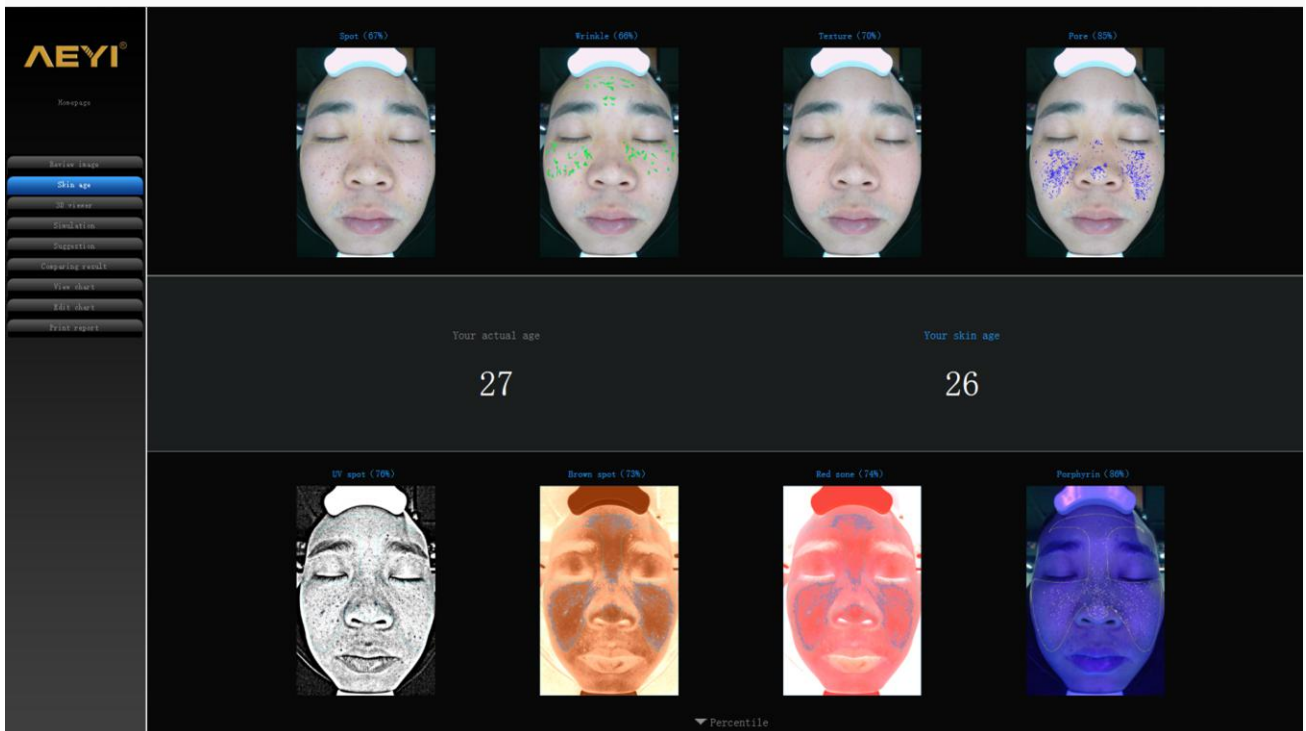 AEYI®
Homepage
Review image
Skin age
3D viewer
Simulation
Suggestion
Comparing result
View chart
Edit chart
Print report
Spot (67%)
Wrinkle (66%)
Texture (70%)
Pore (85%)
Your actual age
27
Your skin age
26
UV spot (76%)
Brown spot (73%)
Red zone (74%)
Porphyrin (86%)
Percentile